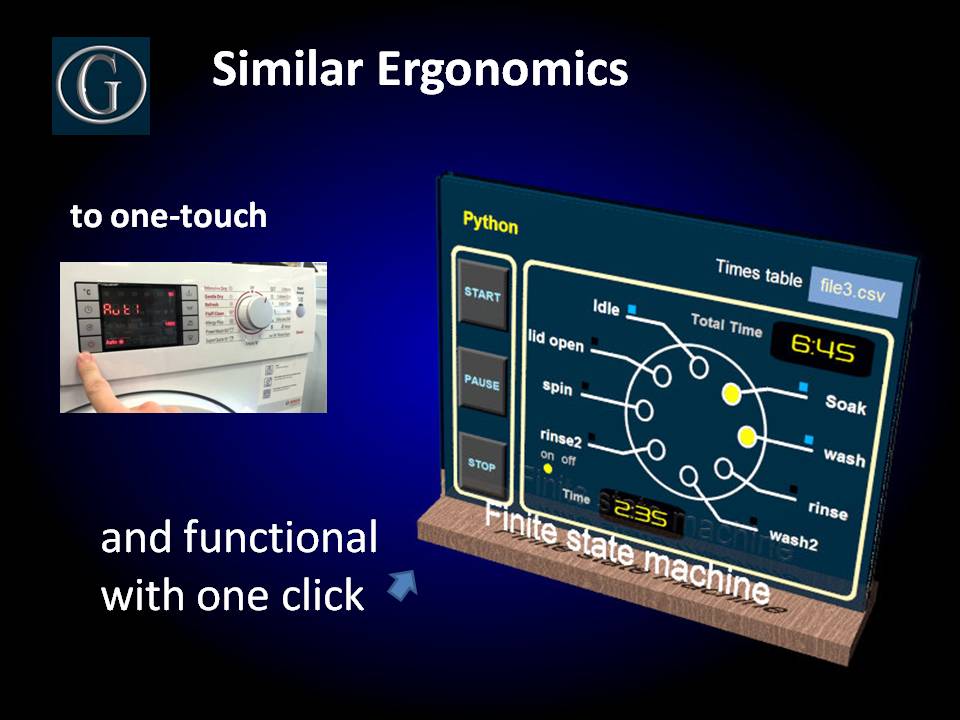 G
Similar Ergonomics
to one-touch
°C
Auto
and functional
with one click
Python
Times table file3.csv
START
PAUSE
STOP
Idle
Total Time
6:45
lid open
spin
Soak
wash
rinse2
on off
rinse
Time
2:35
wash2
Finite state machine